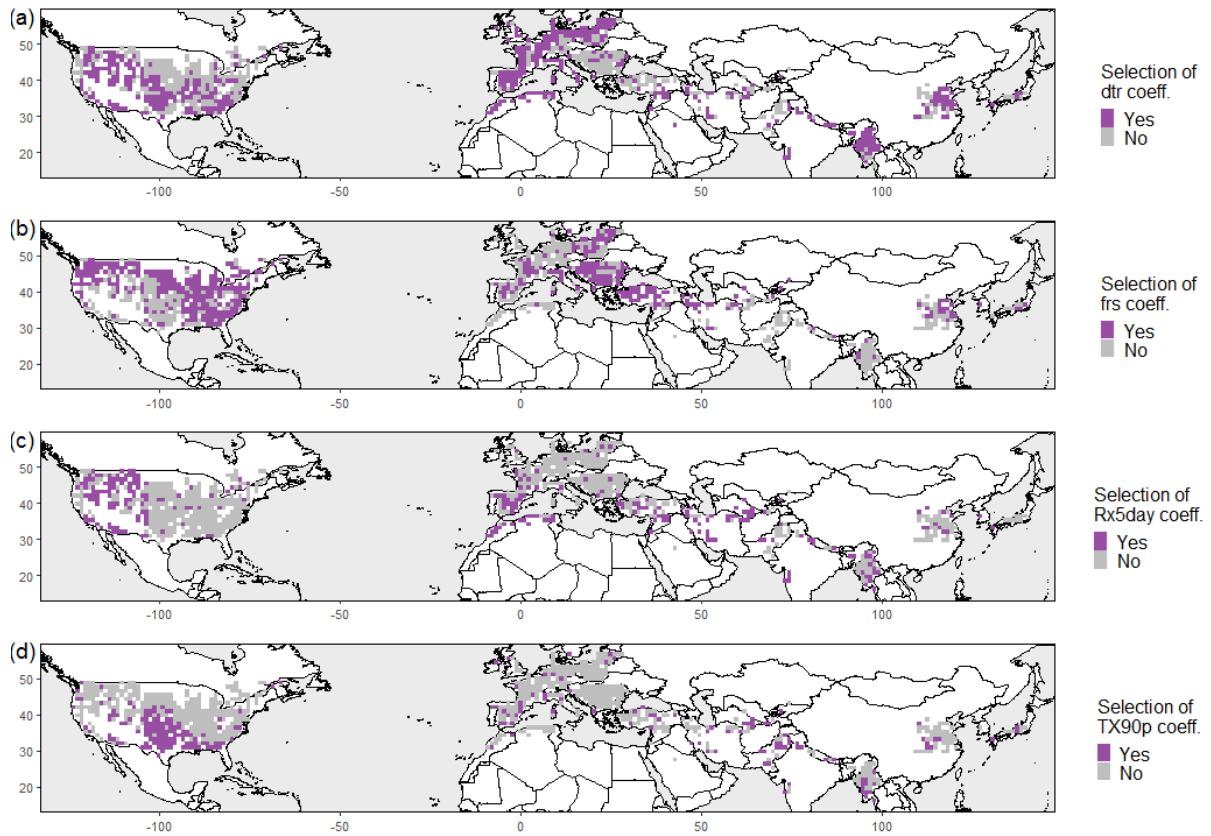 (a)
50
40
30
20
-100
-50
0
50
100
Selection of
dtr coeff.
Yes
No
(b)
50
40
30
20
-100
-50
0
50
100
Selection of
frs coeff.
Yes
No
(c)
50
40
30
20
-100
-50
0
50
100
Selection of
Rx5day coeff.
Yes
No
(d)
50
40
30
20
-100
-50
0
50
100
Selection of
TX90p coeff.
Yes
No